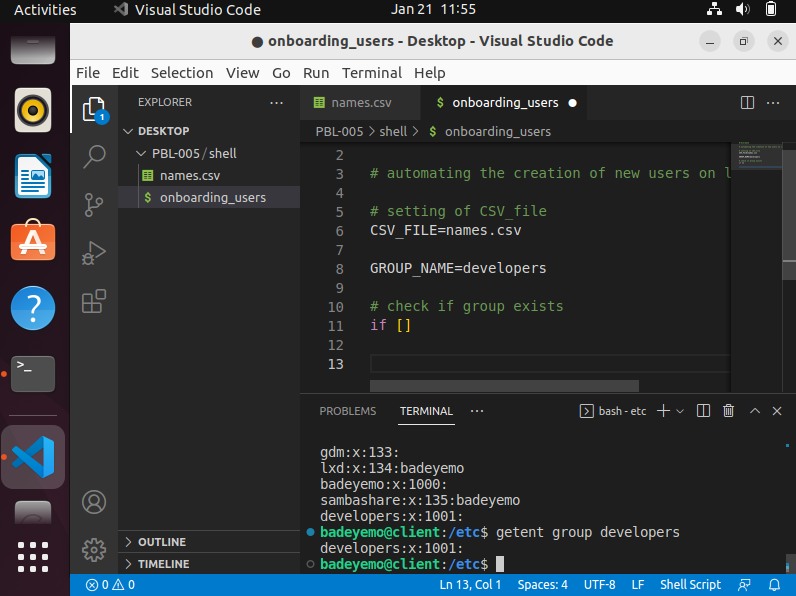 Activities
Visual Studio Code
Jan 21 11:55
● onboarding_users - Desktop - Visual Studio Code
File Edit Selection View Go Run Terminal Help
EXPLORER
DESKTOP
PBL-005 / shell
names.csv
$ onboarding_users
OUTLINE
TIMELINE
1
names.csv
$ onboarding_users ●
PBL-005 > shell > $ onboarding_users
2
3 # automating the creation of new users on l
4
5 # setting of CSV_file
6 CSV_FILE=names.csv
7
8 GROUP_NAME=developers
9
10 # check if group exists
11 if []
12
13
PROBLEMS TERMINAL ···
bash - etc
gdm:x:133:
lxd:x:134:badeyemo
badeyemo:x:1000:
sambashare:x:135:badeyemo
developers:x:1001:
badeyemo@client:/etc$ getent group developers
developers:x:1001:
badeyemo@client:/etc$
0 0
Ln 13, Col 1 Spaces: 4 UTF-8 LF Shell Script